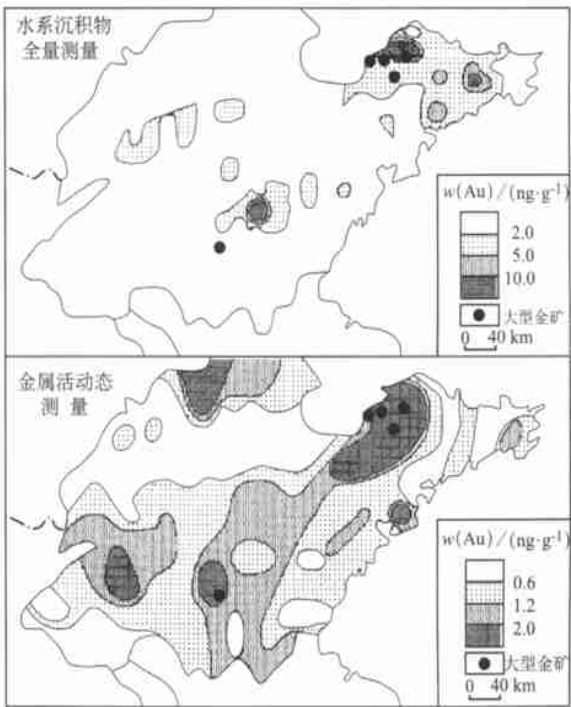 水系沉积物
全量测量
w(Au)/(ng·g⁻¹)
2.0
5.0
10.0
大型金矿
0 40 km
金属活动态
测 量
w(Au)/(ng·g⁻¹)
0.6
1.2
2.0
大型金矿
0 40 km